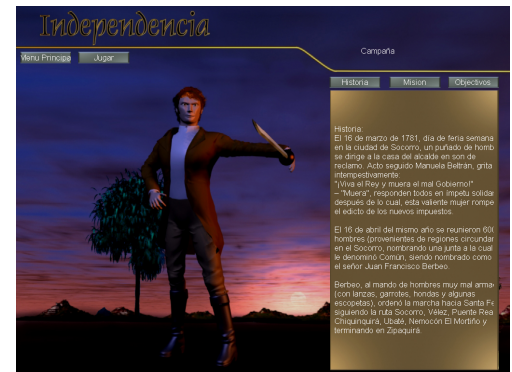 Independencia
Campaña
Menu Principa
Jugar
Historia
Mision
Objectivos
Historia:
El 16 de marzo de 1781, día de feria semana
en la ciudad de Socorro, un puñado de homb
se dirige a la casa del alcalde en son de
reclamo. Acto seguido Manuela Beltrán, grita
intempestivamente:
"¡Viva el Rey y muera el mal Gobierno!"
– "Muera", responden todos en ímpetu solidar
después de lo cual, esta valiente mujer rompe
el edicto de los nuevos impuestos.
El 16 de abril del mismo año se reunieron 600
hombres (provenientes de regiones circundar
en el Socorro, nombrando una junta a la cual
le denominó Común, siendo nombrado como
el señor Juan Francisco Berbeo.
Berbeo, al mando de hombres muy mal arma
(con lanzas, garrotes, hondas y algunas
escopetas), ordenó la marcha hacia Santa Fe
siguiendo la ruta Socorro, Vélez, Puente Rea
Chiquinquirá, Ubaté, Nemocón El Mortiño y
terminando en Zipaquirá.